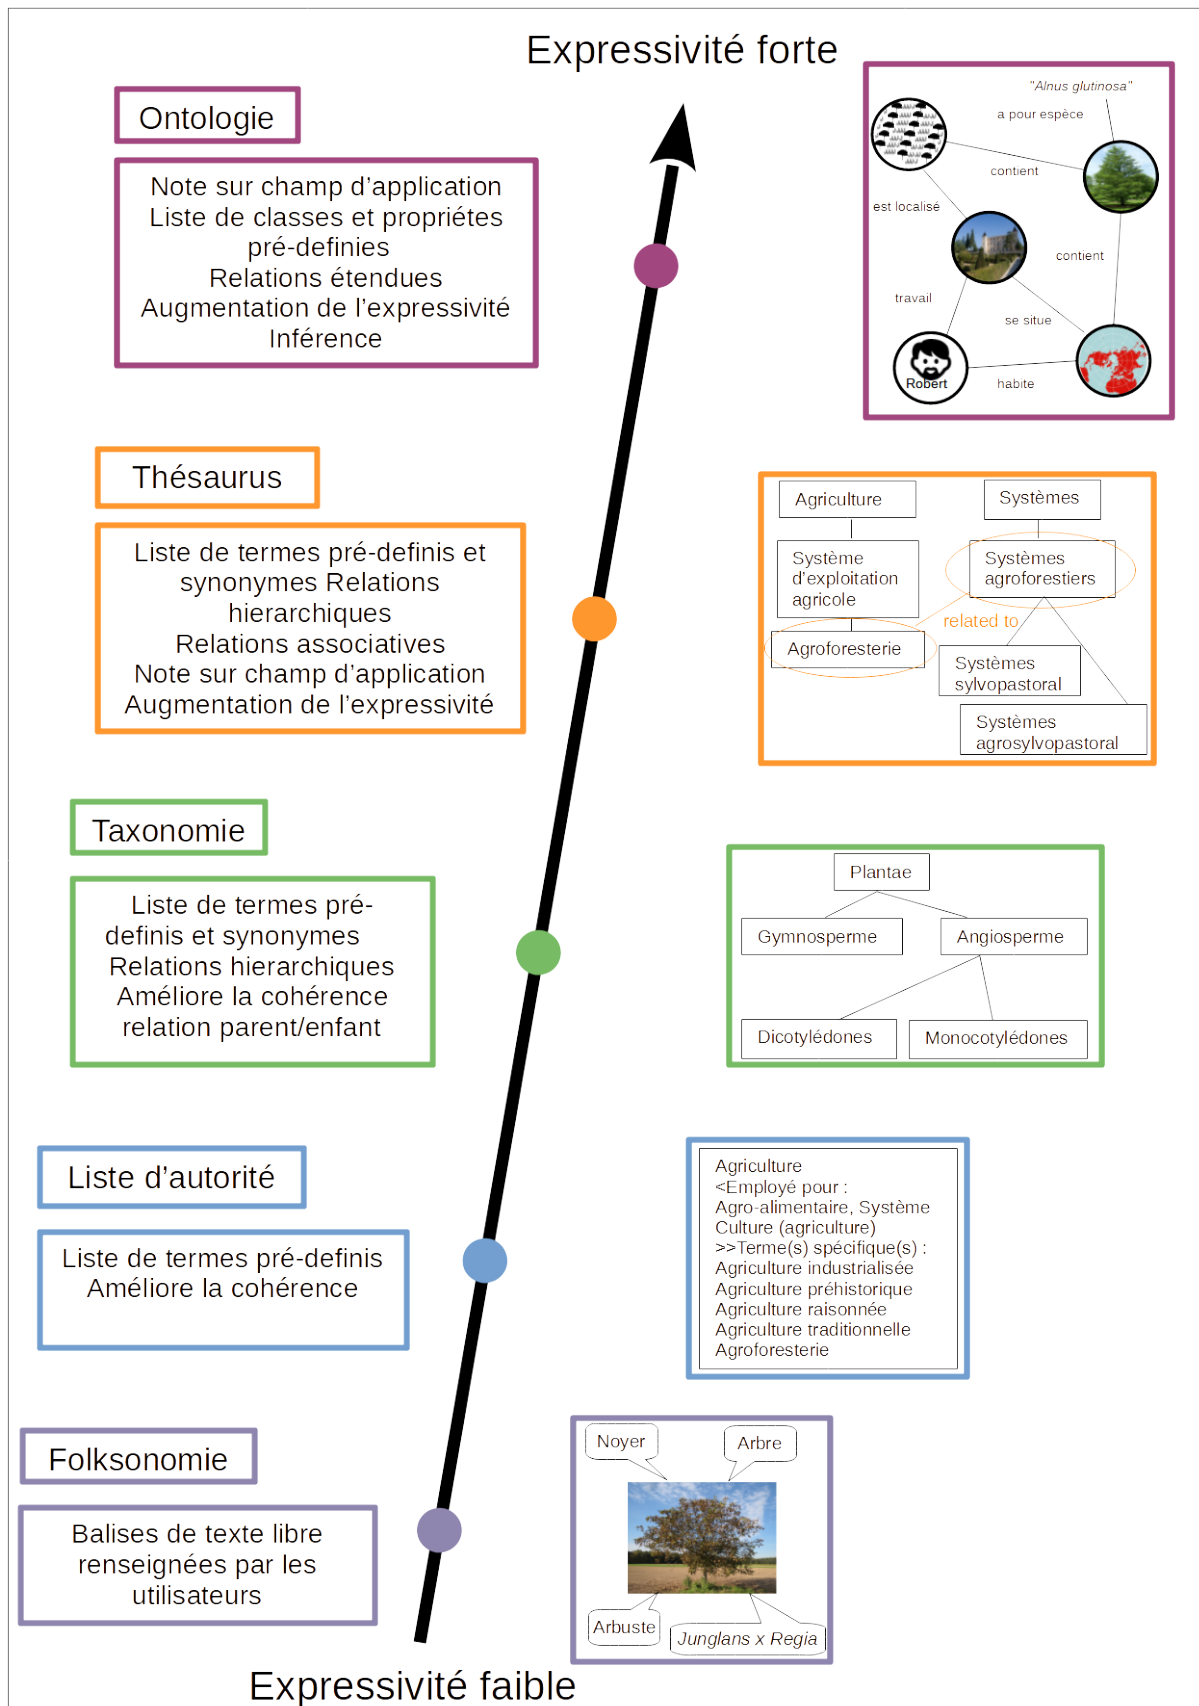 Expressivité forte
Ontologie
Note sur champ d'application
Liste de classes et propriétes
pré-definies
Relations étendues
Augmentation de l'expressivité
Inférence
"Alnus glutinosa"
a pour espèce
contient
est localisé
contient
travail
se situe
Robert
habite
Thésaurus
Liste de termes pré-definis et
synonymes Relations
hierarchiques
Relations associatives
Note sur champ d'application
Augmentation de l'expressivité
Agriculture
Systèmes
Système
d'exploitation
agricole
Systèmes
agroforestiers
related to
Agroforesterie
Systèmes
sylvopastoral
Systèmes
agrosylvopastoral
Taxonomie
Liste de termes pré-
definis et synonymes
Relations hierarchiques
Améliore la cohérence
relation parent/enfant
Plantae
Gymnosperme
Angiosperme
Dicotylédones
Monocotylédones
Liste d'autorité
Liste de termes pré-definis
Améliore la cohérence
Agriculture
<Employé pour :
Agro-alimentaire, Système
Culture (agriculture)
>>Terme(s) spécifique(s) :
Agriculture industrialisée
Agriculture préhistorique
Agriculture raisonnée
Agriculture traditionnelle
Agroforesterie
Folksonomie
Balises de texte libre
renseignées par les
utilisateurs
Noyer
Arbre
Arbuste
Junglans x Regia
Expressivité faible